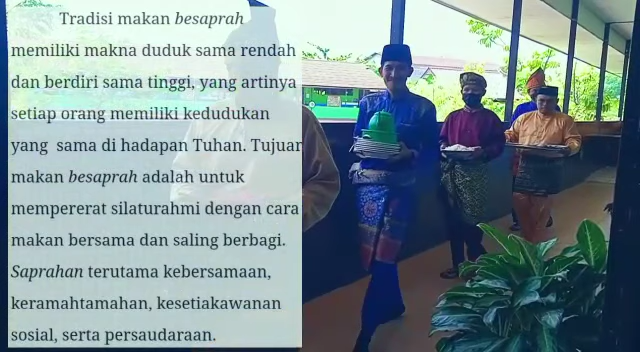 Tradisi makan besaprah
memiliki makna duduk sama rendah
dan berdiri sama tinggi, yang artinya
setiap orang memiliki kedudukan
yang sama di hadapan Tuhan. Tujuan
makan besaprah adalah untuk
mempererat silaturahmi dengan cara
makan bersama dan saling berbagi.
Saprahan terutama kebersamaan,
keramahtamahan, kesetiakawanan
sosial, serta persaudaraan.